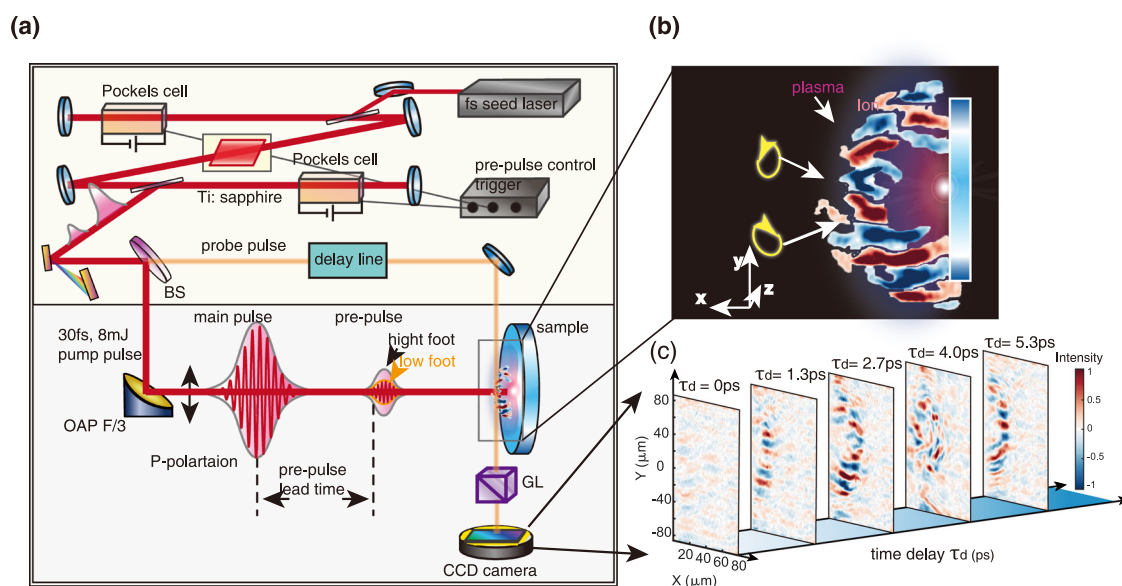 (a)
Pockels cell
fs seed laser
Pockels cell
pre-pulse control
trigger
Ti: sapphire
probe pulse
delay line
BS
30fs, 8mJ
pump pulse
main pulse
pre-pulse
hight foot
low foot
sample
OAP F/3
P-polartaion
pre-pulse
lead time
GL
CCD camera
(b)
plasma
Ion
y
z
x
(c)
τd = 0ps
τd= 1.3ps
τd= 2.7ps
τd= 4.0ps
τd= 5.3ps
Intensity
1
0.5
0
-0.5
-1
Y (μm)
80
40
0
-40
-80
20 40 60 80
X (μm)
time delay τd (ps)